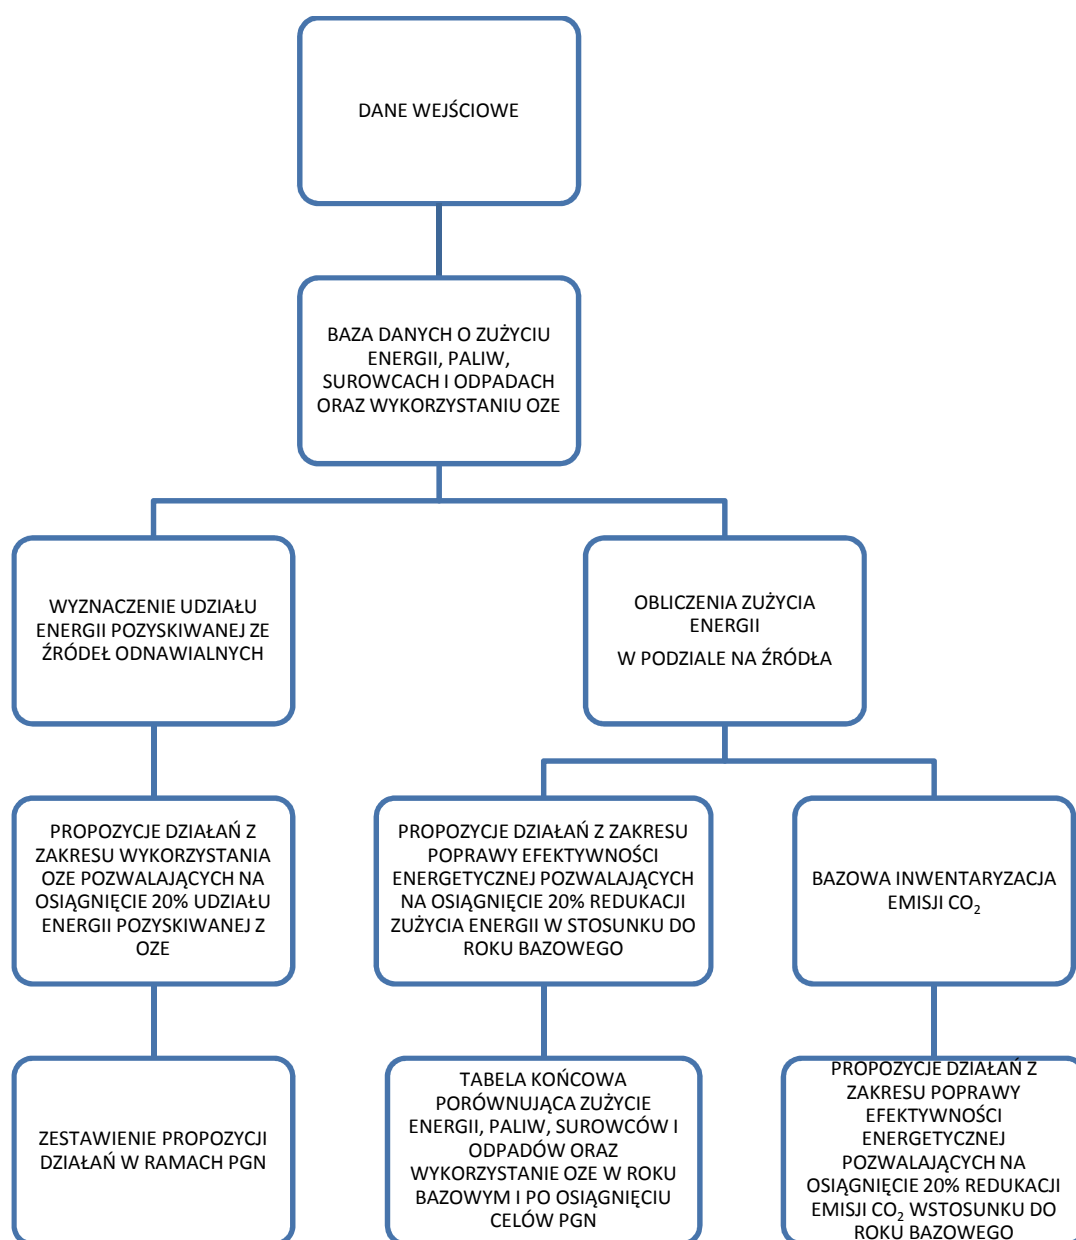 DANE WEJŚCIOWE
BAZA DANYCH O ZUŻYCIU
ENERGII, PALIW,
SUROWCACH I ODPADACH
ORAZ WYKORZYSTANIU OZE
WYZNACZENIE UDZIAŁU
ENERGII POZYSKIWANEJ ZE
ŹRÓDEŁ ODNAWIALNYCH
OBLICZENIA ZUŻYCIA
ENERGII
W PODZIALE NA ŹRÓDŁA
PROPOZYCJE DZIAŁAŃ Z
ZAKRESU WYKORZYSTANIA
OZE POZWALAJĄCYCH NA
OSIĄGNIĘCIE 20% UDZIAŁU
ENERGII POZYSKIWANEJ Z
OZE
PROPOZYCJE DZIAŁAŃ Z ZAKRESU
POPRAWY EFEKTYWNOŚCI
ENERGETYCZNEJ POZWALAJĄCYCH
NA OSIĄGNIĘCIE 20% REDUKACJI
ZUŻYCIA ENERGII W STOSUNKU DO
ROKU BAZOWEGO
BAZOWA INWENTARYZACJA
EMISJI CO₂
ZESTAWIENIE PROPOZYCJI
DZIAŁAŃ W RAMACH PGN
TABELA KOŃCOWA
PORÓWNUJĄCA ZUŻYCIE
ENERGII, PALIW, SUROWCÓW I
ODPADÓW ORAZ
WYKORZYSTANIE OZE W ROKU
BAZOWYM I PO OSIĄGNIĘCIU
CELÓW PGN
PROPOZYCJE DZIAŁAŃ Z
ZAKRESU POPRAWY
EFEKTYWNOŚCI
ENERGETYCZNEJ
POZWALAJĄCYCH NA
OSIĄGNIĘCIE 20% REDUKACJI
EMISJI CO₂ WSTOSUNKU DO
ROKU BAZOWEGO